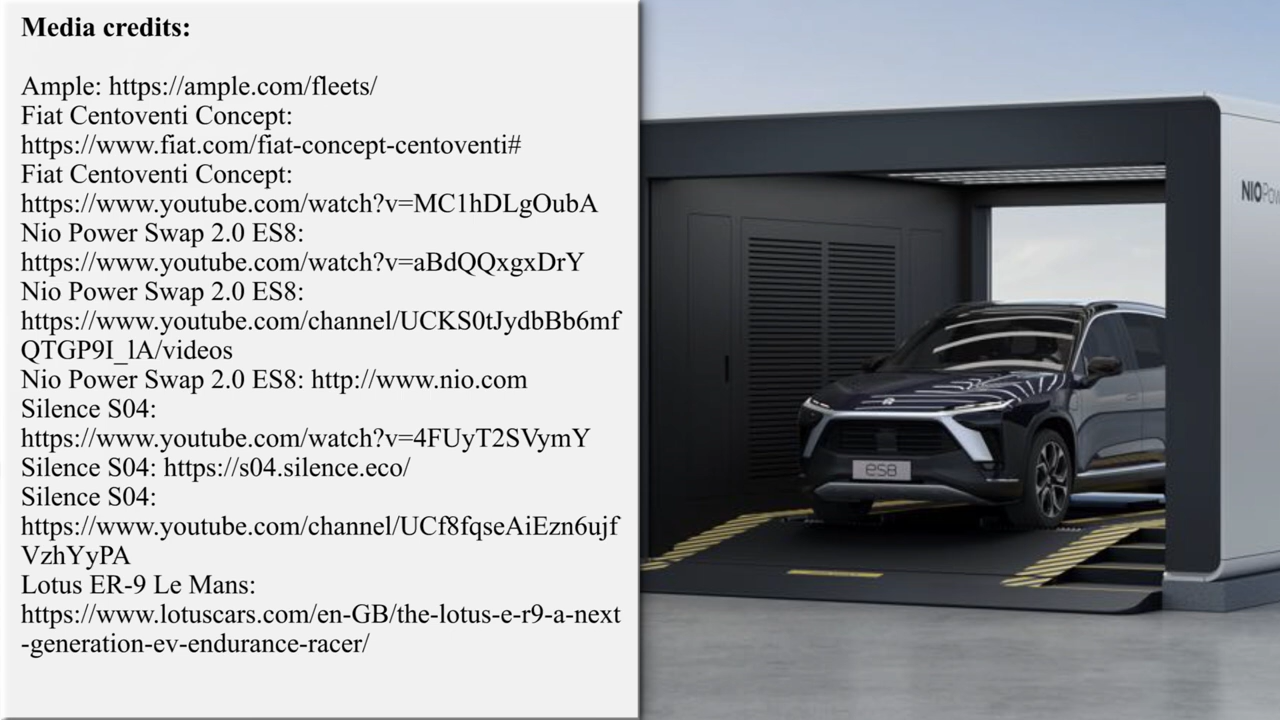 Media credits:
Ample: https://ample.com/fleets/
Fiat Centoventi Concept:
https://www.fiat.com/fiat-concept-centoventi#
Fiat Centoventi Concept:
https://www.youtube.com/watch?v=MC1hDLgOubA
Nio Power Swap 2.0 ES8:
https://www.youtube.com/watch?v=aBdQQxgxDrY
Nio Power Swap 2.0 ES8:
https://www.youtube.com/channel/UCKS0tJydbBb6mf
QTGP9I_lA/videos
Nio Power Swap 2.0 ES8: http://www.nio.com
Silence S04:
https://www.youtube.com/watch?v=4FUyT2SVymY
Silence S04: https://s04.silence.eco/
Silence S04:
https://www.youtube.com/channel/UCf8fqseAiEzn6ujf
VzhYyPA
Lotus ER-9 Le Mans:
https://www.lotuscars.com/en-GB/the-lotus-e-r9-a-next
-generation-ev-endurance-racer/
NIO
es8